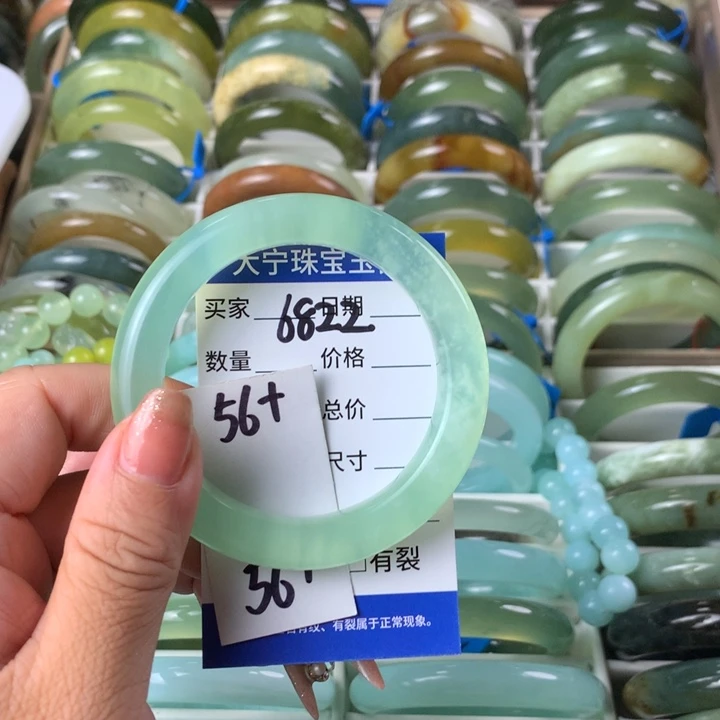 大宁珠宝玉
买家 6822 日期
数量 价格
56+ 总价
尺寸
56+ □有裂
有纹、有裂属于正常现象。